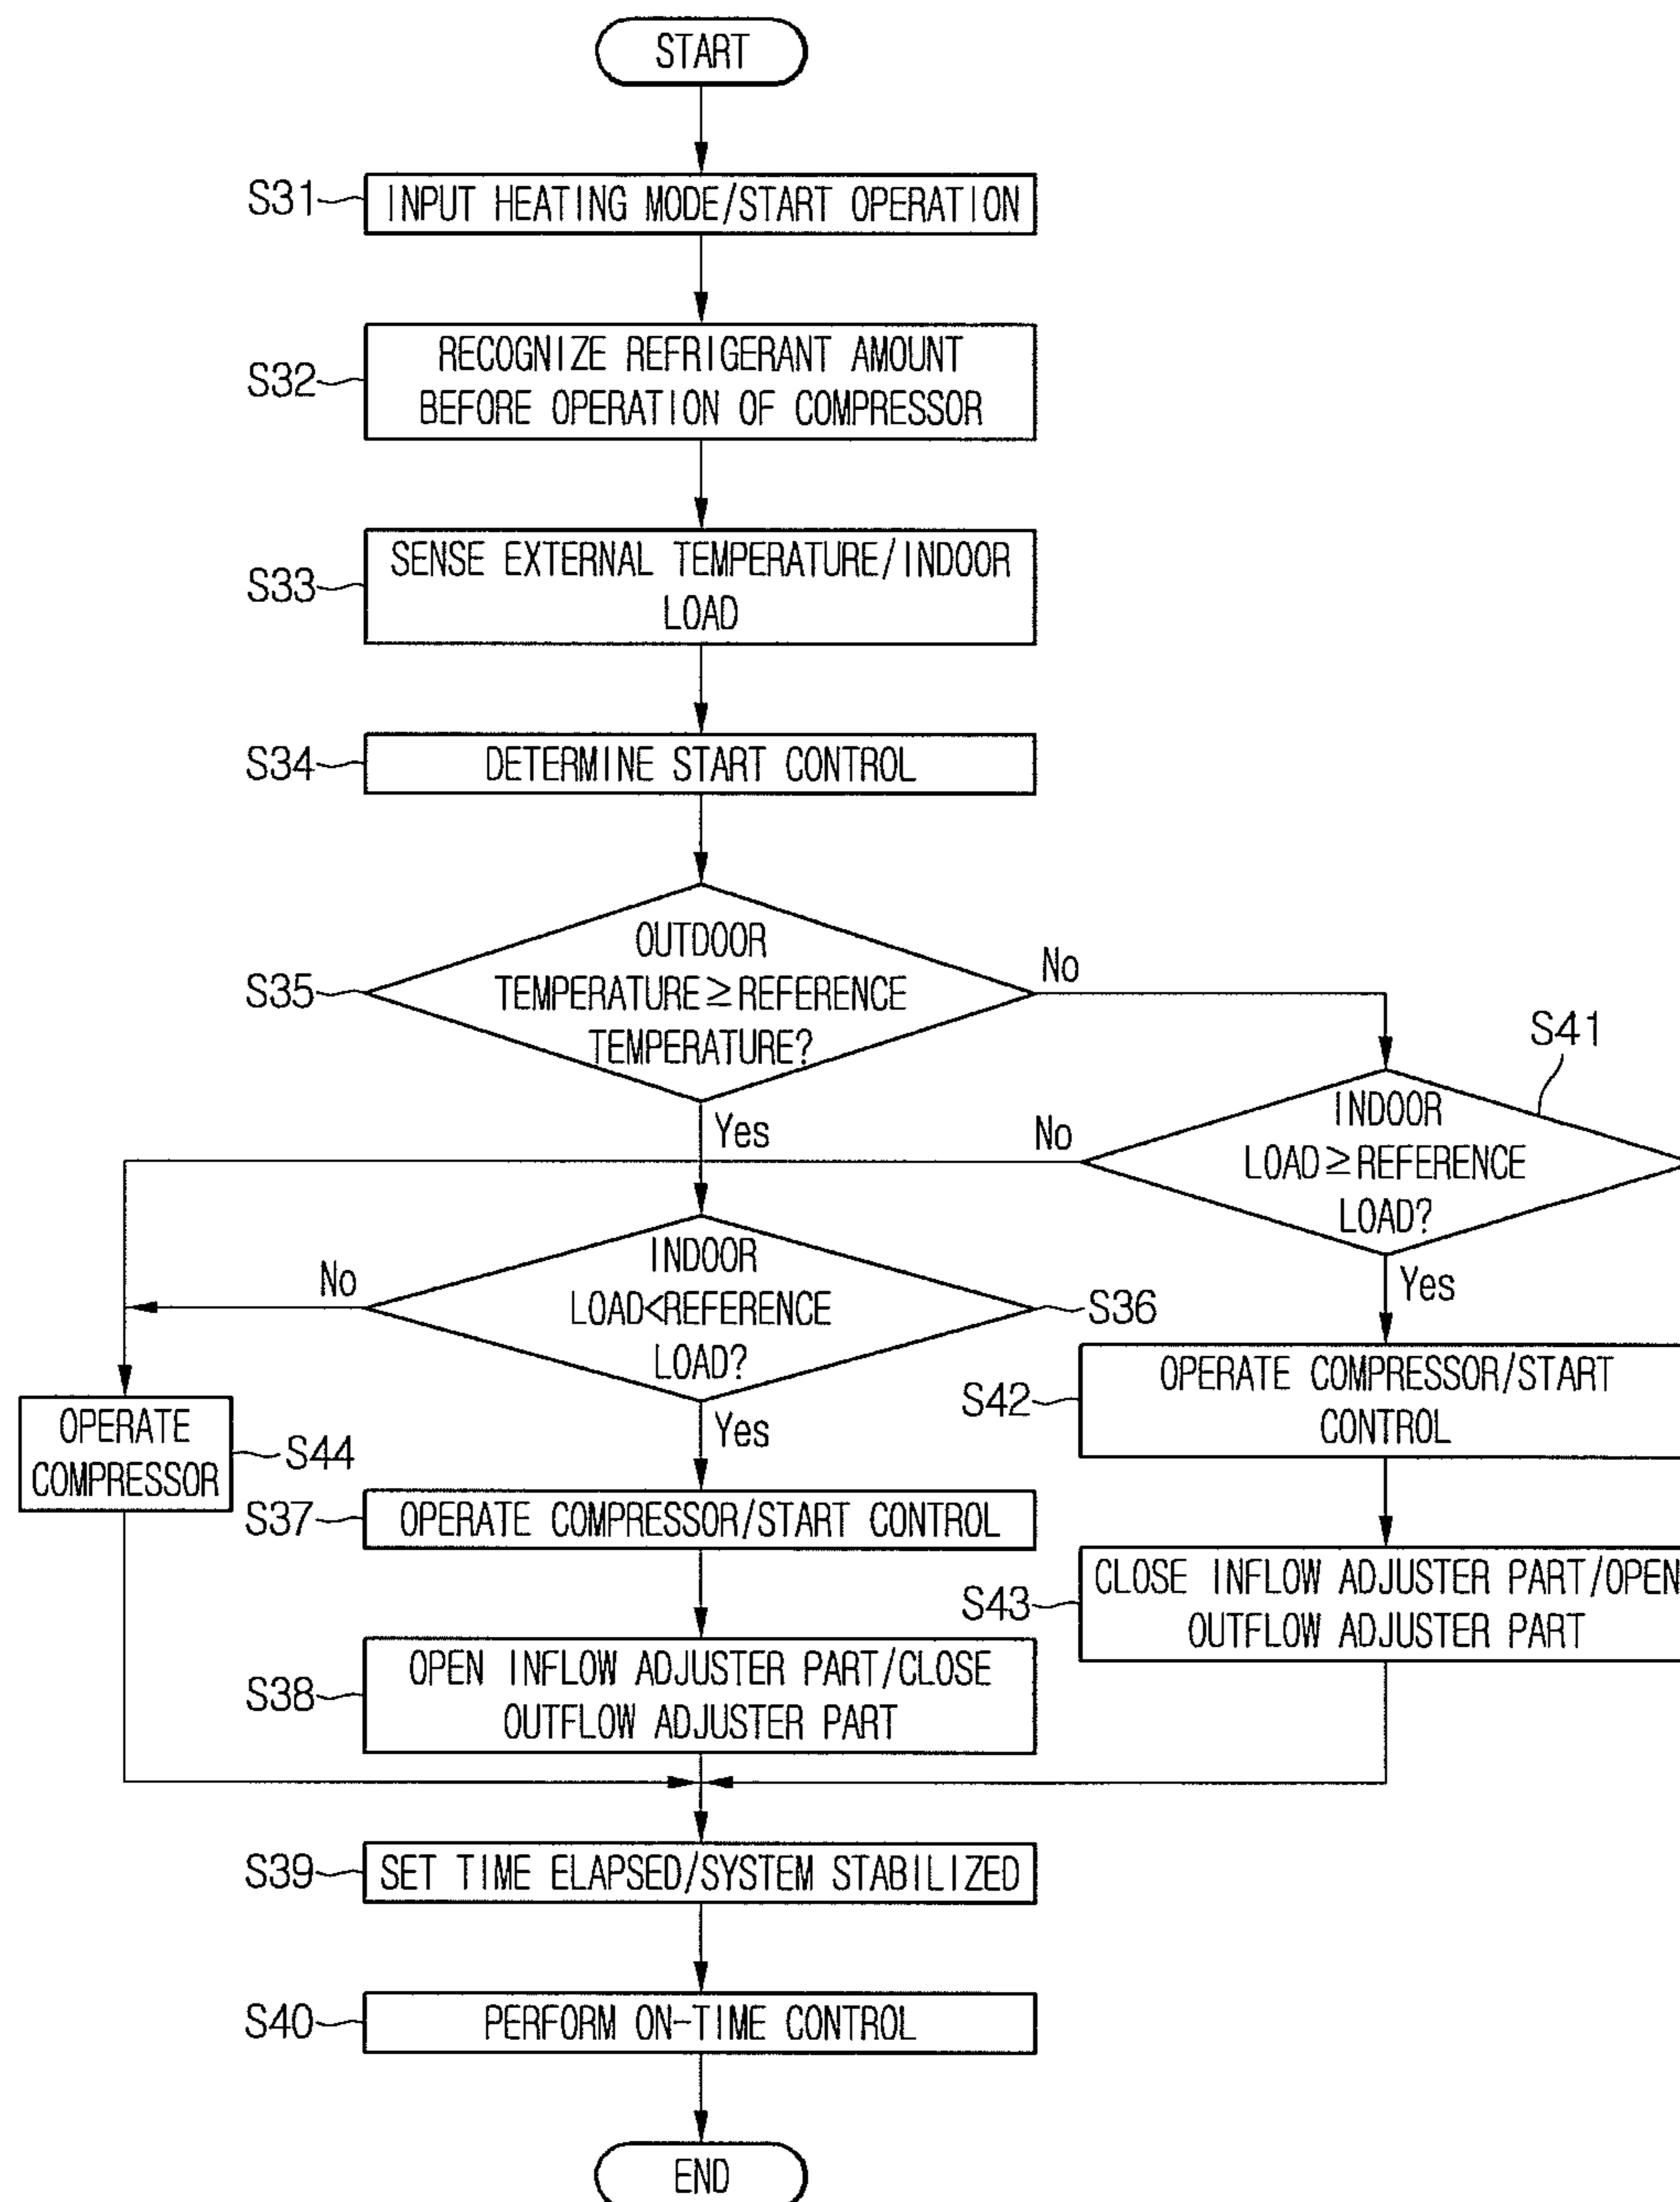 START
S31
INPUT HEATING MODE/START OPERATION
S32
RECOGNIZE REFRIGERANT AMOUNT
BEFORE OPERATION OF COMPRESSOR
S33
SENSE EXTERNAL TEMPERATURE/INDOOR
LOAD
S34
DETERMINE START CONTROL
S35
OUTDOOR
TEMPERATURE≥REFERENCE
TEMPERATURE?
No
Yes
S41
INDOOR
LOAD≥REFERENCE
LOAD?
No
Yes
S36
INDOOR
LOAD<REFERENCE
LOAD?
No
Yes
S42
OPERATE COMPRESSOR/START
CONTROL
OPERATE
COMPRESSOR
S44
S37
OPERATE COMPRESSOR/START CONTROL
S43
CLOSE INFLOW ADJUSTER PART/OPEN
OUTFLOW ADJUSTER PART
S38
OPEN INFLOW ADJUSTER PART/CLOSE
OUTFLOW ADJUSTER PART
S39
SET TIME ELAPSED/SYSTEM STABILIZED
S40
PERFORM ON-TIME CONTROL
END